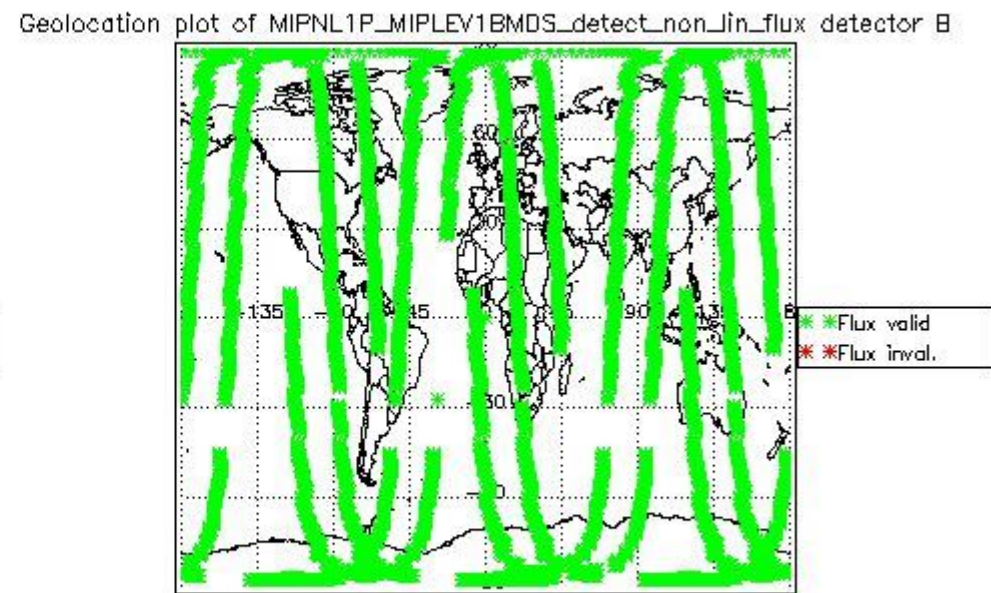 Geolocation plot of MIPNL1P_MIPLEV1BMDS_detect_non_lin_flux detector B
60
-135
45
90
135
30
* *Flux valid
* *Flux inval.